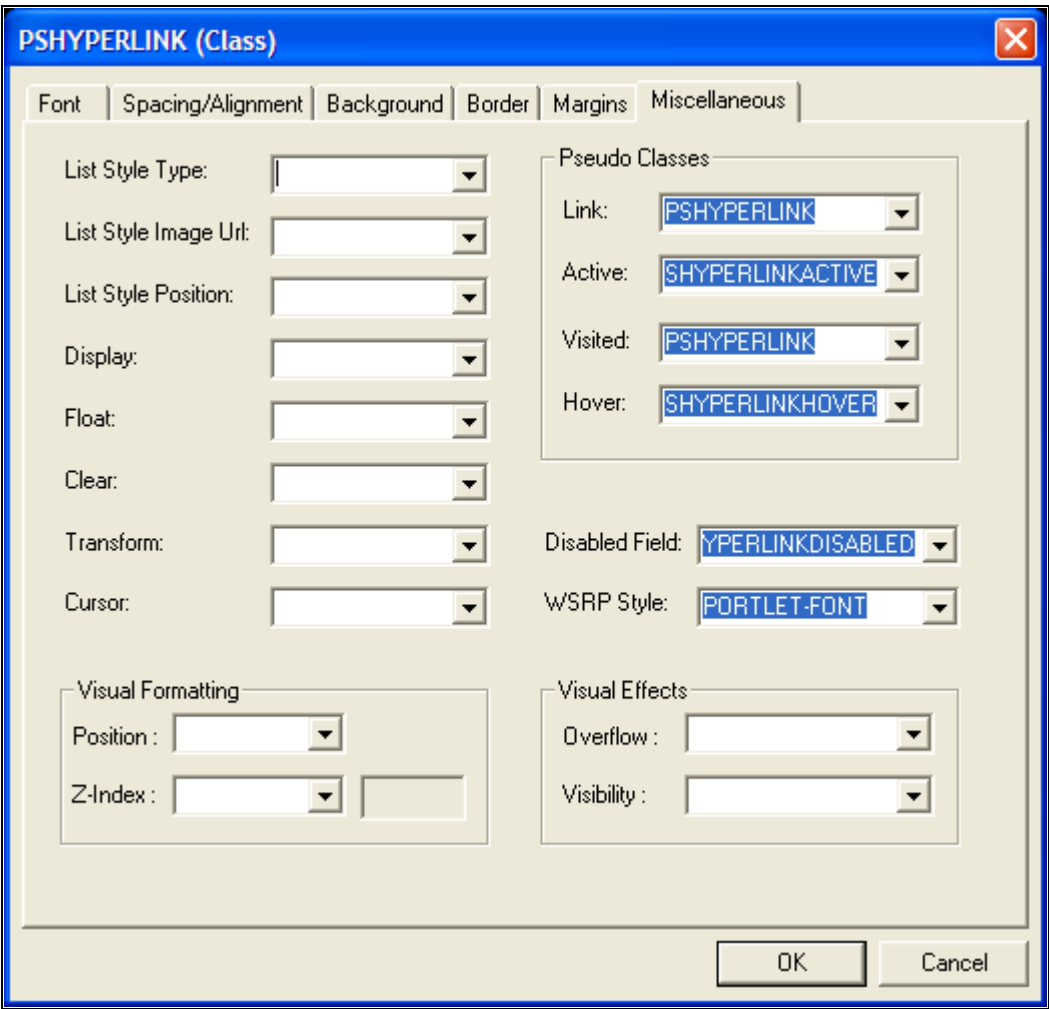 PSHYPERLINK (Class)
Font Spacing/Alignment Background Border Margins Miscellaneous
List Style Type:
List Style Image Url:
List Style Position:
Display:
Float:
Clear:
Transform:
Cursor:
Pseudo Classes
Link: PSHYPERLINK
Active: SHYPERLINKACTIVE
Visited: PSHYPERLINK
Hover: SHYPERLINKHOVER
Disabled Field: YPERLINKDISABLED
WSRP Style: PORTLET-FONT
Visual Formatting
Position :
Z-Index :
Visual Effects
Overflow :
Visibility :
OK Cancel